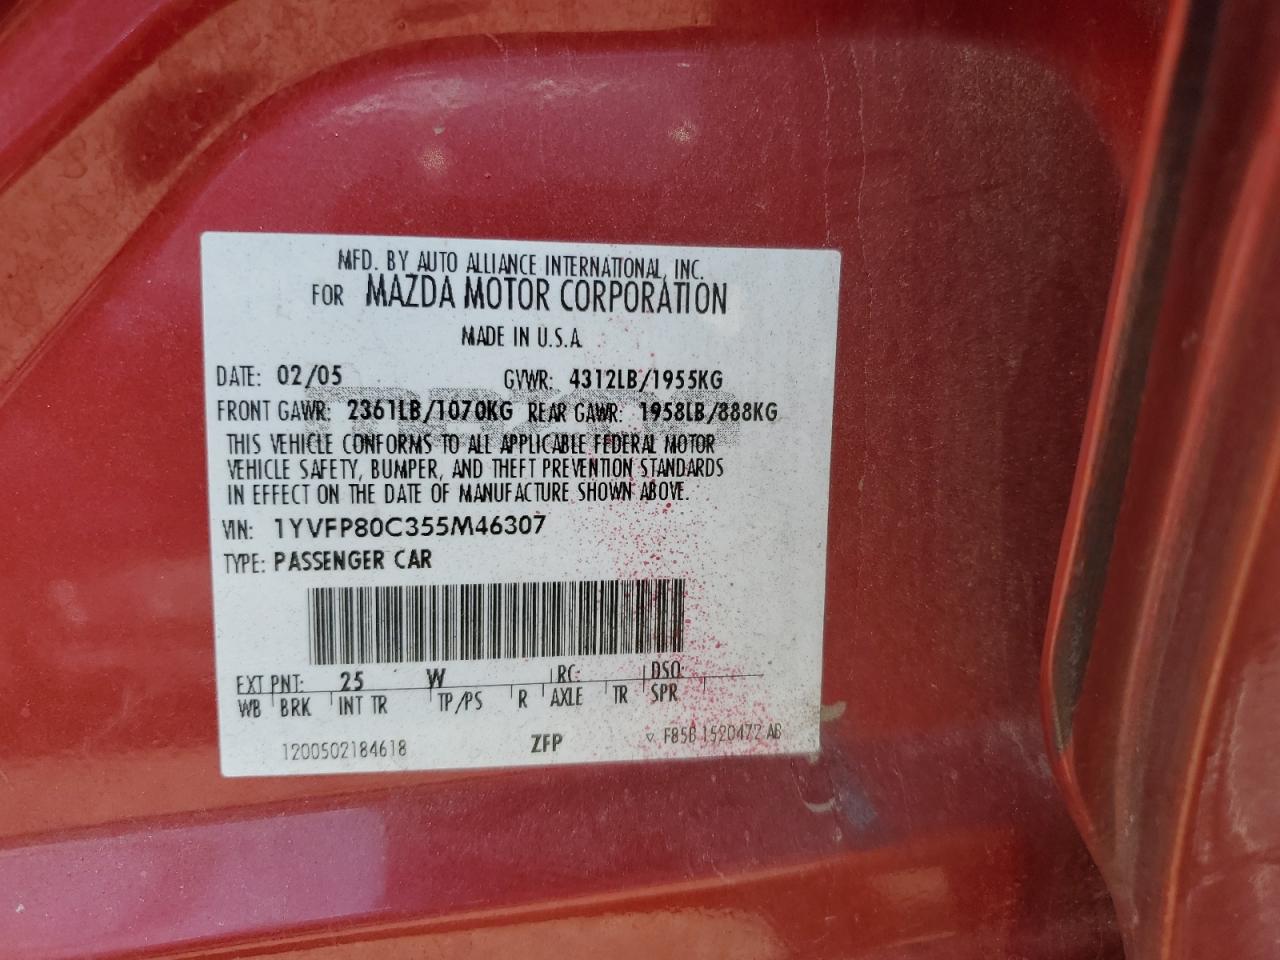 MFD. BY AUTO ALLIANCE INTERNATIONAL, INC.
FOR MAZDA MOTOR CORPORATION
MADE IN U.S.A.
DATE: 02/05 GVWR: 4312LB/1955KG
FRONT GAWR: 2361LB/1070KG REAR GAWR: 1958LB/888KG
THIS VEHICLE CONFORMS TO ALL APPLICABLE FEDERAL MOTOR
VEHICLE SAFETY, BUMPER, AND THEFT PREVENTION STANDARDS
IN EFFECT ON THE DATE OF MANUFACTURE SHOWN ABOVE.
VIN: 1YVFP80C355M46307
TYPE: PASSENGER CAR
EXT PNT: 25 W RC: DSO:
WB BRK INT TR TP/PS R AXLE TR SPR
1200502184618 ZFP F85B 1520472 AB